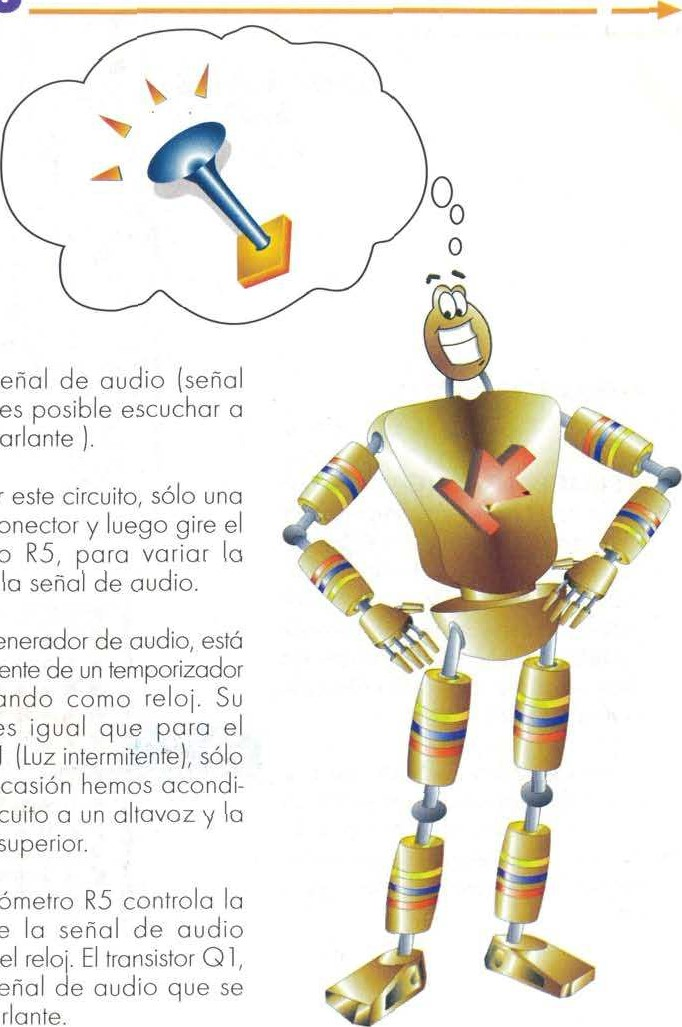 eñal de audio (señal
es posible escuchar a
arlante ).
r este circuito, sólo una
onector y luego gire el
o R5, para variar la
la señal de audio.
enerador de audio, está
ente de un temporizador
ando como reloj. Su
es igual que para el
1 (Luz intermitente), sólo
casión hemos acondi-
cuito a un altavoz y la
superior.
ómetro R5 controla la
e la señal de audio
el reloj. El transistor Q1,
eñal de audio que se
rlante.